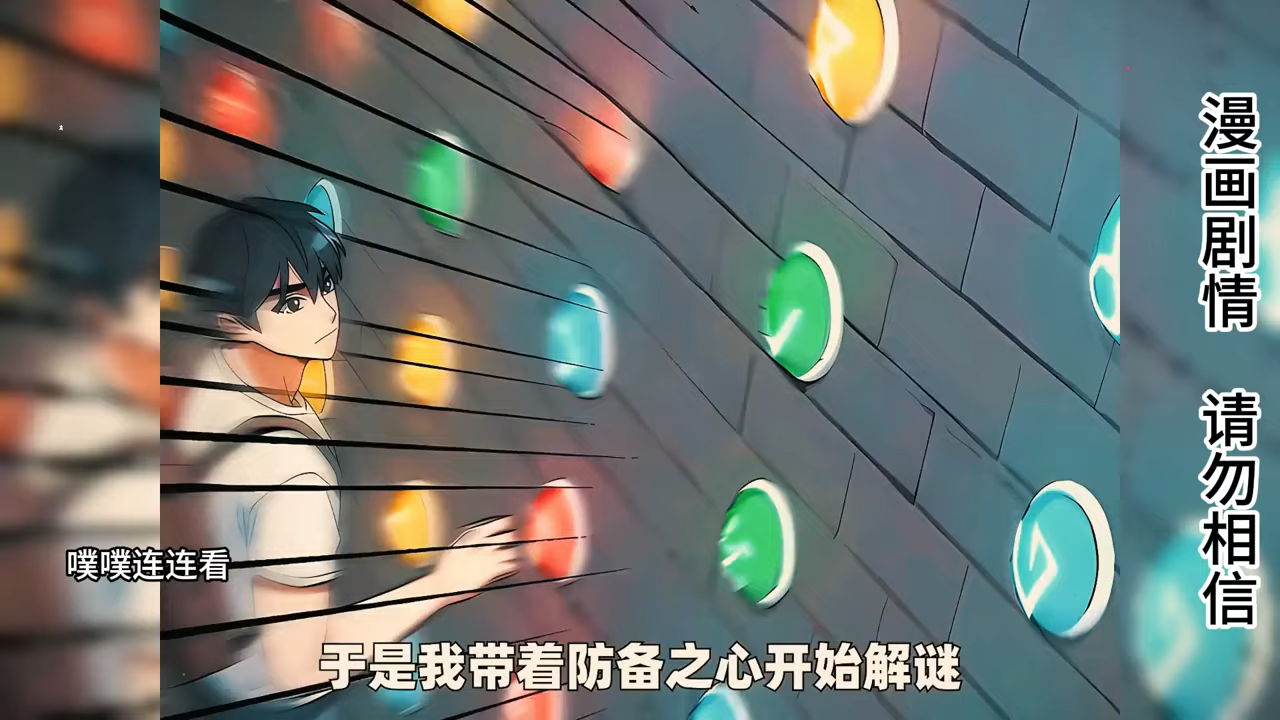 漫画剧情 请勿相信
噗噗连连看
于是我带着防备之心开始解谜